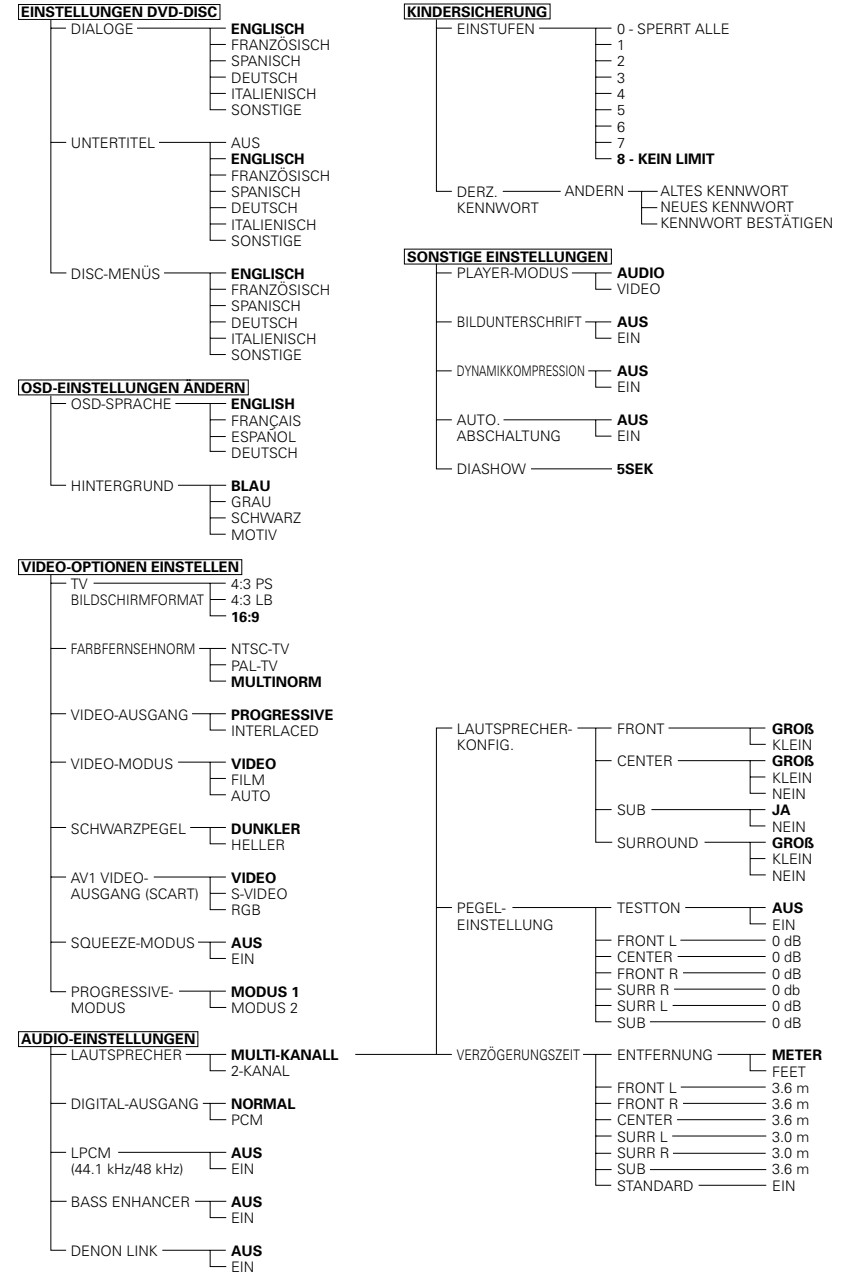 EINSTELLUNGEN DVD-DISC
DIALOGE
ENGLISCH
FRANZÖSISCH
SPANISCH
DEUTSCH
ITALIENISCH
SONSTIGE
UNTERTITEL
AUS
ENGLISCH
FRANZÖSISCH
SPANISCH
DEUTSCH
ITALIENISCH
SONSTIGE
DISC-MENÜS
ENGLISCH
FRANZÖSISCH
SPANISCH
DEUTSCH
ITALIENISCH
SONSTIGE
OSD-EINSTELLUNGEN ÄNDERN
OSD-SPRACHE
ENGLISH
FRANÇAIS
ESPAÑOL
DEUTSCH
HINTERGRUND
BLAU
GRAU
SCHWARZ
MOTIV
VIDEO-OPTIONEN EINSTELLEN
TV
BILDSCHIRMFORMAT
4:3 PS
4:3 LB
16:9
FARBFERNSEHNORM
NTSC-TV
PAL-TV
MULTINORM
VIDEO-AUSGANG
PROGRESSIVE
INTERLACED
VIDEO-MODUS
VIDEO
FILM
AUTO
SCHWARZPEGEL
DUNKLER
HELLER
AV1 VIDEO-
AUSGANG (SCART)
VIDEO
S-VIDEO
RGB
SQUEEZE-MODUS
AUS
EIN
PROGRESSIVE-
MODUS
MODUS 1
MODUS 2
AUDIO-EINSTELLUNGEN
LAUTSPRECHER
MULTI-KANALL
2-KANAL
DIGITAL-AUSGANG
NORMAL
PCM
LPCM
(44.1 kHz/48 kHz)
AUS
EIN
BASS ENHANCER
AUS
EIN
DENON LINK
AUS
EIN
KINDERSICHERUNG
EINSTUFEN
0 - SPERRT ALLE
1
2
3
4
5
6
7
8 - KEIN LIMIT
DERZ.
KENNWORT
ANDERN
ALTES KENNWORT
NEUES KENNWORT
KENNWORT BESTÄTIGEN
SONSTIGE EINSTELLUNGEN
PLAYER-MODUS
AUDIO
VIDEO
BILDUNTERSCHRIFT
AUS
EIN
DYNAMIKKOMPRESSION
AUS
EIN
AUTO.
ABSCHALTUNG
AUS
EIN
DIASHOW
5SEK
LAUTSPRECHER-
KONFIG.
FRONT
GROß
KLEIN
CENTER
GROß
KLEIN
NEIN
SUB
JA
NEIN
SURROUND
GROß
KLEIN
NEIN
PEGEL-
EINSTELLUNG
TESTTON
AUS
EIN
FRONT L 0 dB
CENTER 0 dB
FRONT R 0 dB
SURR R 0 db
SURR L 0 dB
SUB 0 dB
VERZÖGERUNGSZEIT
ENTFERNUNG
METER
FEET
FRONT L 3.6 m
FRONT R 3.6 m
CENTER 3.6 m
SURR L 3.0 m
SURR R 3.0 m
SUB 3.6 m
STANDARD EIN